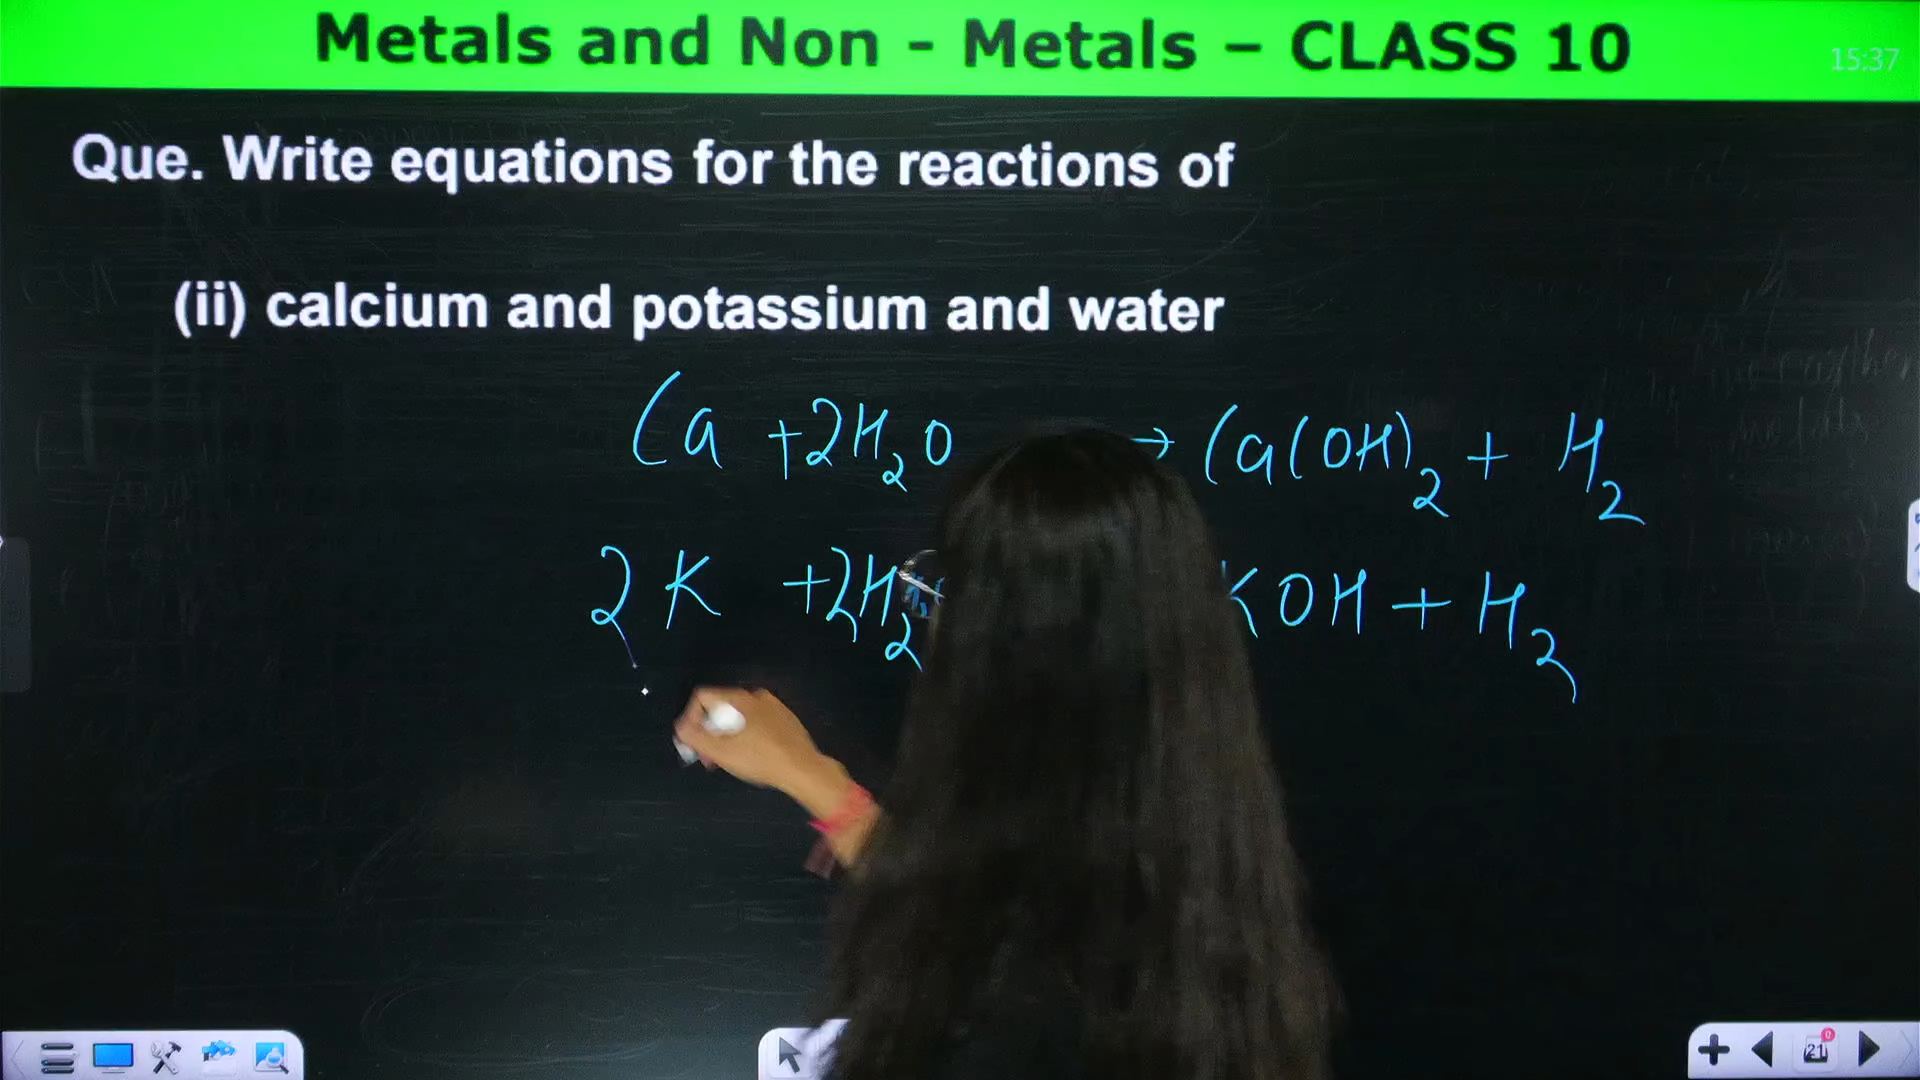 Metals and Non - Metals – CLASS 10
15:37
Que. Write equations for the reactions of
(ii) calcium and potassium and water
Ca + 2H₂O → Ca(OH)₂ + H₂
2K + 2H₂ KOH + H₂
21